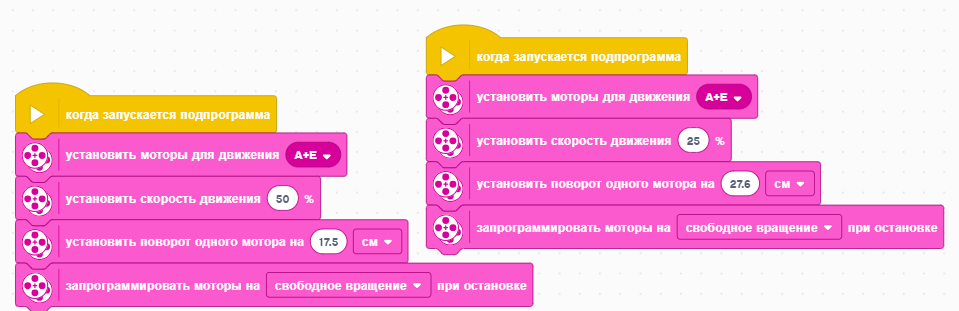 когда запускается подпрограмма
установить моторы для движения A+E
установить скорость движения 50 %
установить поворот одного мотора на 17.5 см
запрограммировать моторы на свободное вращение при остановке
когда запускается подпрограмма
установить моторы для движения A+E
установить скорость движения 25 %
установить поворот одного мотора на 27.6 см
запрограммировать моторы на свободное вращение при остановке